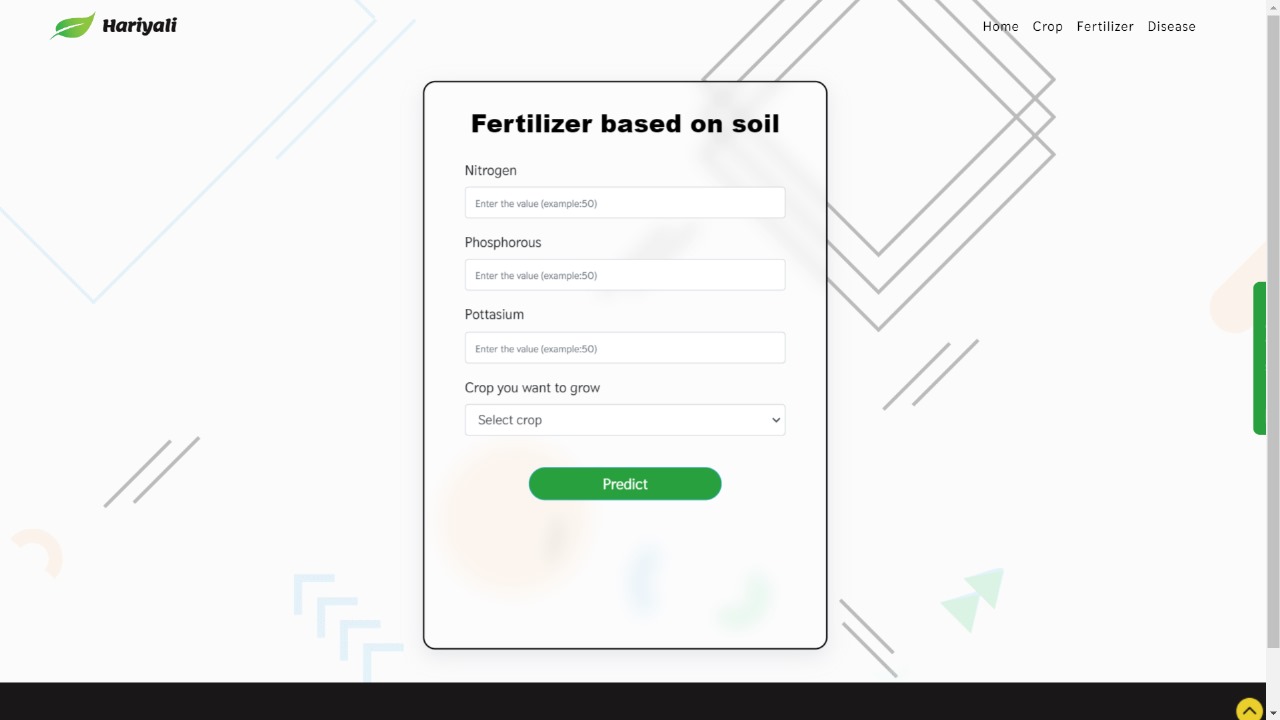 Hariyali
Home Crop Fertilizer Disease
Fertilizer based on soil
Nitrogen
Enter the value (example:50)
Phosphorous
Enter the value (example:50)
Pottasium
Enter the value (example:50)
Crop you want to grow
Select crop
Predict